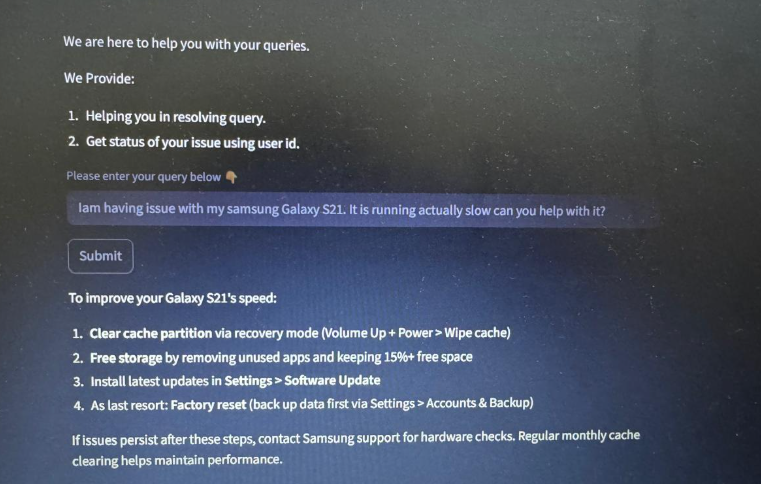 We are here to help you with your queries.
We Provide:
1. Helping you in resolving query.
2. Get status of your issue using user id.
Please enter your query below 👇
Iam having issue with my samsung Galaxy S21. It is running actually slow can you help with it?
Submit
To improve your Galaxy S21's speed:
1. Clear cache partition via recovery mode (Volume Up + Power > Wipe cache)
2. Free storage by removing unused apps and keeping 15%+ free space
3. Install latest updates in Settings > Software Update
4. As last resort: Factory reset (back up data first via Settings > Accounts & Backup)
If issues persist after these steps, contact Samsung support for hardware checks. Regular monthly cache
clearing helps maintain performance.